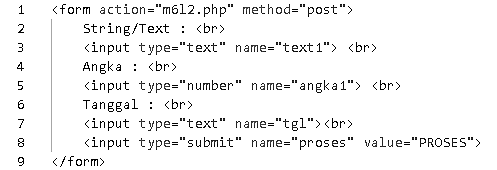 1 <form action="m6l2.php" method="post">
2 String/Text : <br>
3 <input type="text" name="text1"> <br>
4 Angka : <br>
5 <input type="number" name="angka1"> <br>
6 Tanggal : <br>
7 <input type="text" name="tgl"><br>
8 <input type="submit" name="proses" value="PROSES">
9 </form>